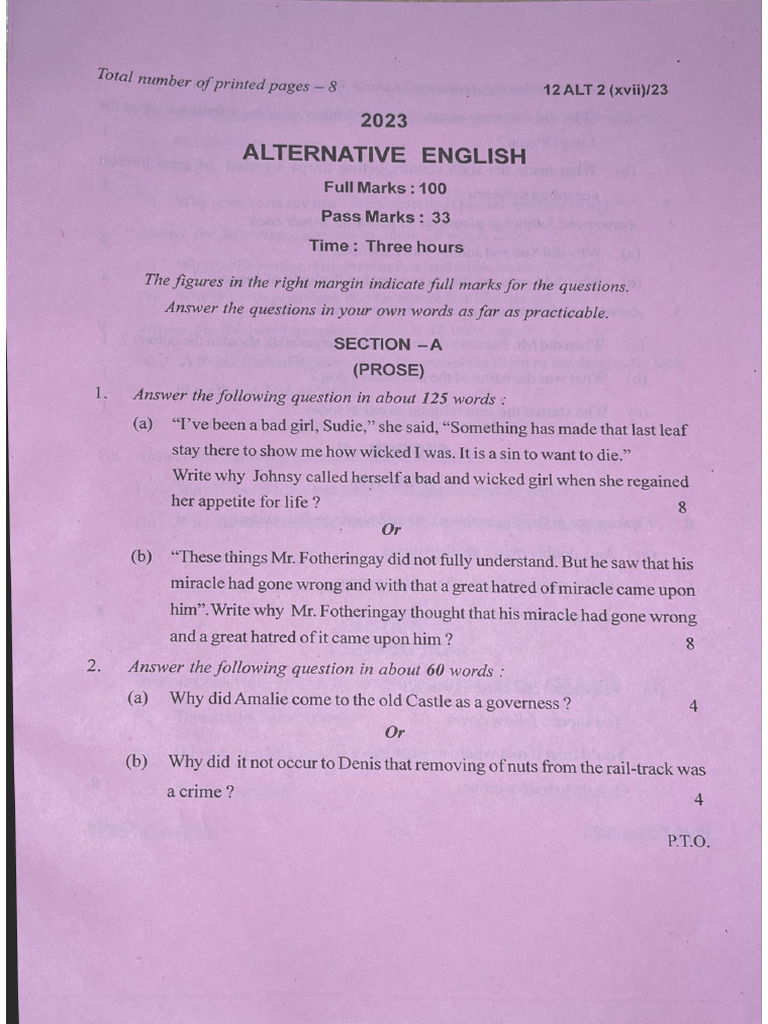 Total number of printed pages – 8
12 ALT 2 (xvii)/23
2023
ALTERNATIVE ENGLISH
Full Marks : 100
Pass Marks : 33
Time : Three hours
The figures in the right margin indicate full marks for the questions.
Answer the questions in your own words as far as practicable.
SECTION – A
(PROSE)
1. Answer the following question in about 125 words :
(a) “I've been a bad girl, Sudie,” she said, “Something has made that last leaf
stay there to show me how wicked I was. It is a sin to want to die.”
Write why Johnsy called herself a bad and wicked girl when she regained
her appetite for life ? 8
Or
(b) “These things Mr. Fotheringay did not fully understand. But he saw that his
miracle had gone wrong and with that a great hatred of miracle came upon
him”. Write why Mr. Fotheringay thought that his miracle had gone wrong
and a great hatred of it came upon him ? 8
2. Answer the following question in about 60 words :
(a) Why did Amalie come to the old Castle as a governess ? 4
Or
(b) Why did it not occur to Denis that removing of nuts from the rail-track was
a crime ? 4
P.T.O.